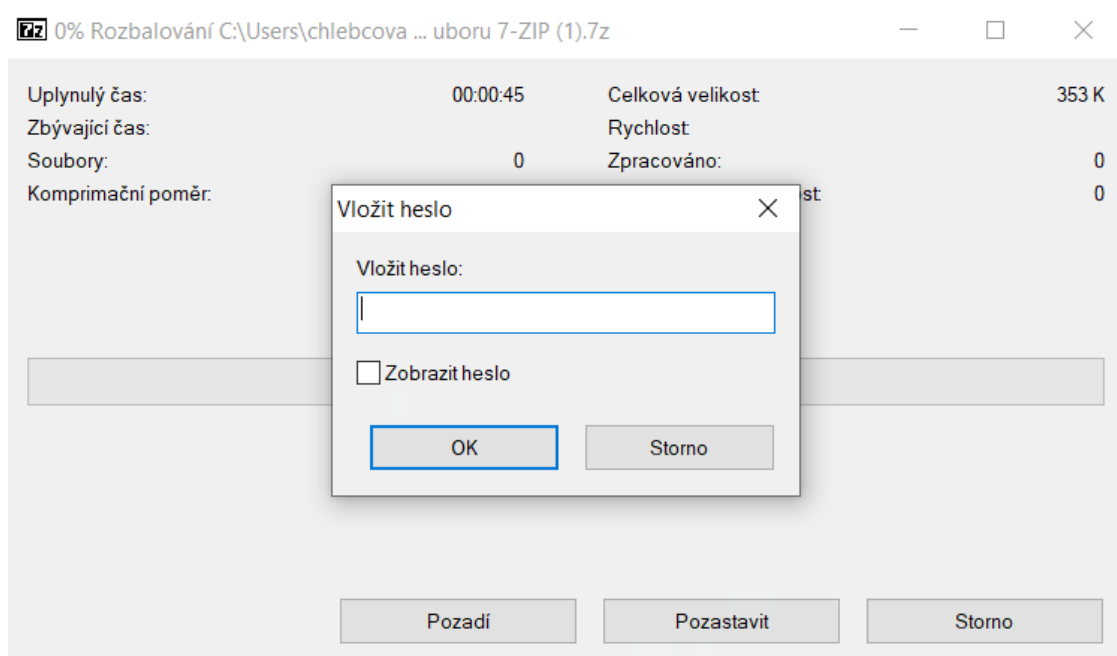 7z 0% Rozbalování C:\Users\chlebcova ... uboru 7-ZIP (1).7z
Uplynulý čas: 00:00:45 Celková velikost: 353 K
Zbývající čas: Rychlost:
Soubory: 0 Zpracováno: 0
Komprimační poměr: ost: 0
Vložit heslo
Vložit heslo:
Zobrazit heslo
OK Storno
Pozadí Pozastavit Storno